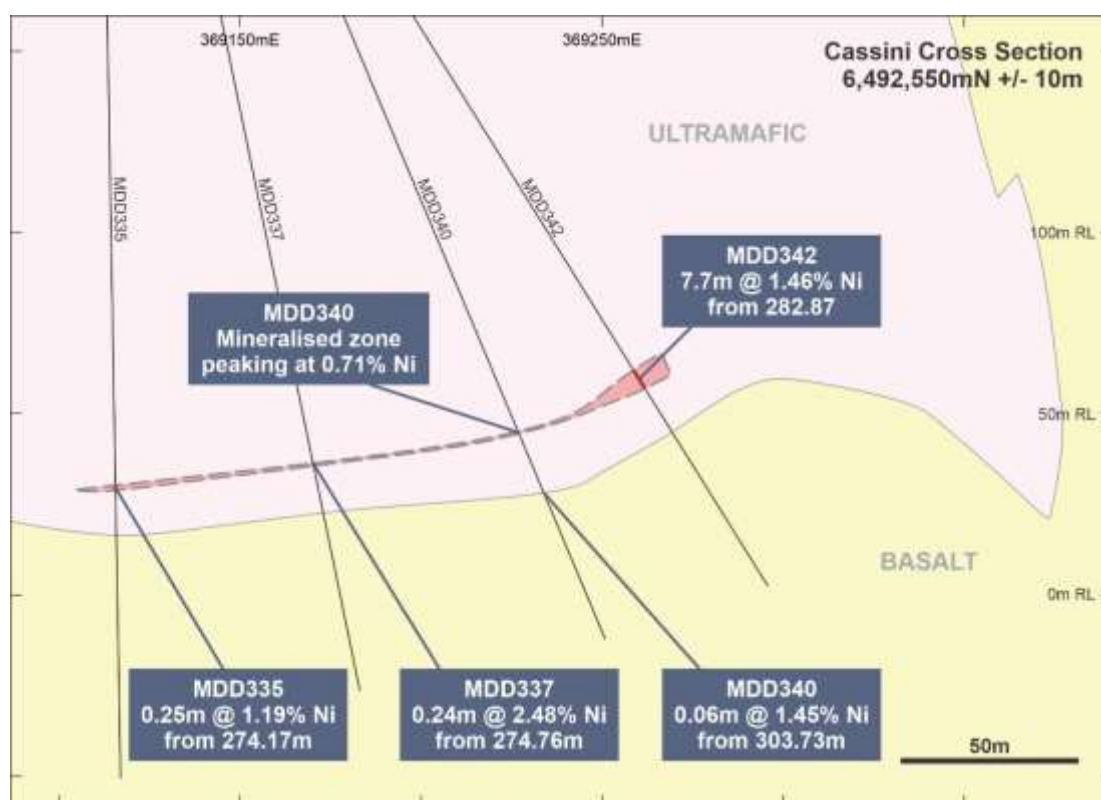 369150mE
369250mE
Cassini Cross Section
6,492,550mN +/- 10m
ULTRAMAFIC
MDD335
MDD337
MDD340
MDD342
100m RL
MDD342
7.7m @ 1.46% Ni
from 282.87
MDD340
Mineralised zone
peaking at 0.71% Ni
50m RL
BASALT
0m RL
MDD335
0.25m @ 1.19% Ni
from 274.17m
MDD337
0.24m @ 2.48% Ni
from 274.76m
MDD340
0.06m @ 1.45% Ni
from 303.73m
50m